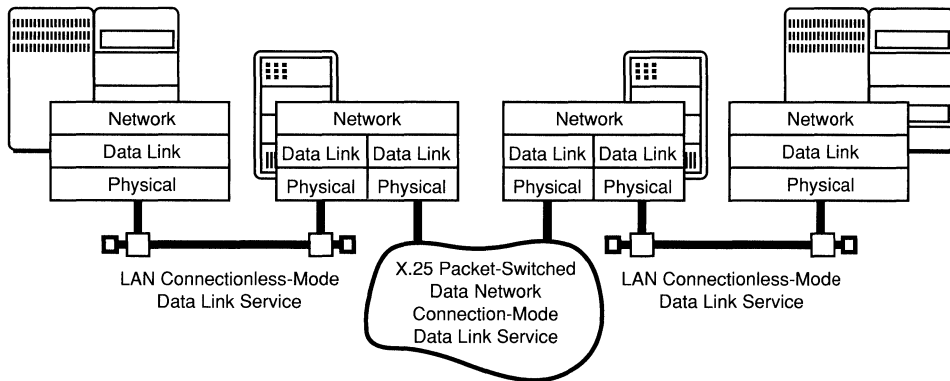 Network
Data Link
Physical
Network
Data Link Data Link
Physical Physical
Network
Data Link Data Link
Physical Physical
Network
Data Link
Physical
LAN Connectionless-Mode
Data Link Service
X.25 Packet-Switched
Data Network
Connection-Mode
Data Link Service
LAN Connectionless-Mode
Data Link Service